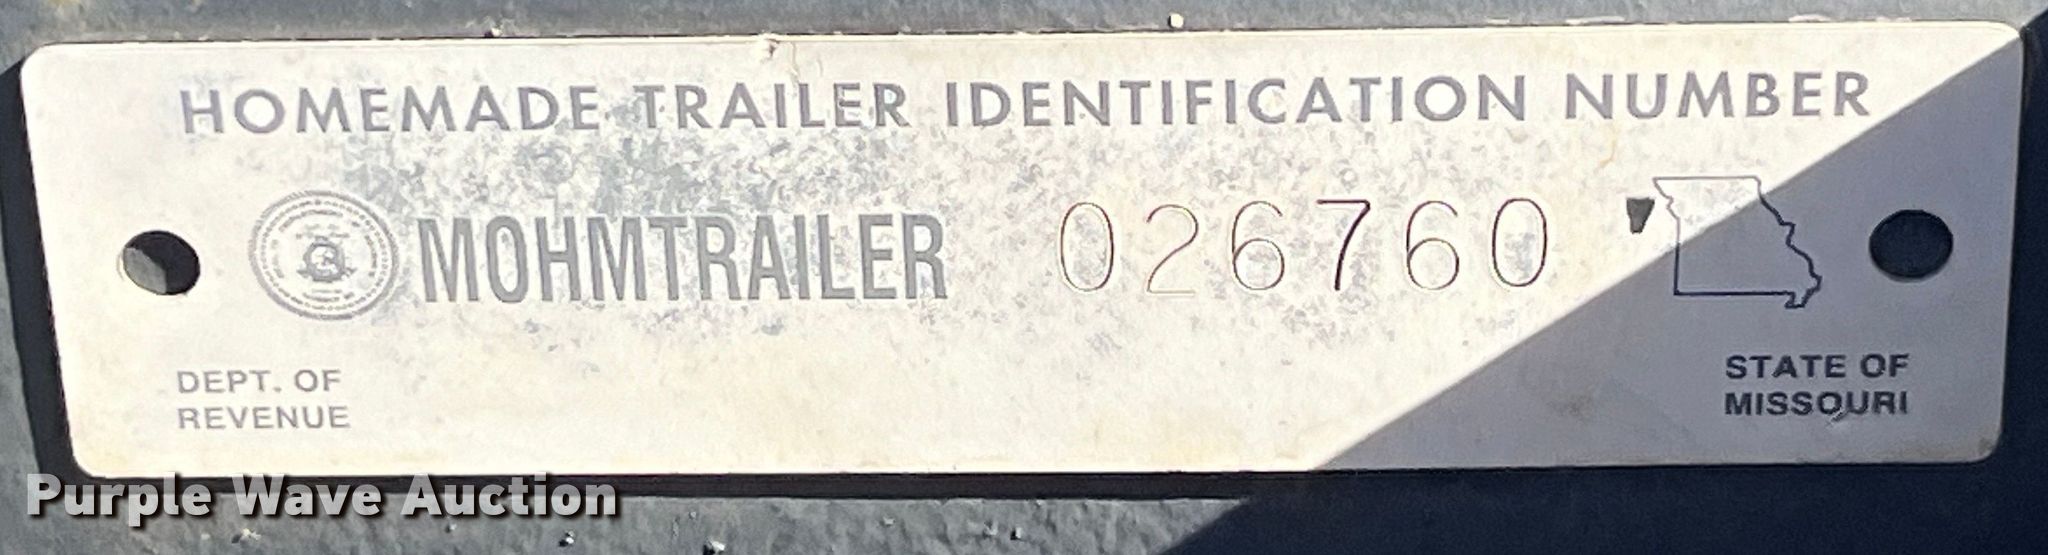 HOMEMADE TRAILER IDENTIFICATION NUMBER
MOHMTRAILER 026760
DEPT. OF
REVENUE
STATE OF
MISSOURI
Purple Wave Auction